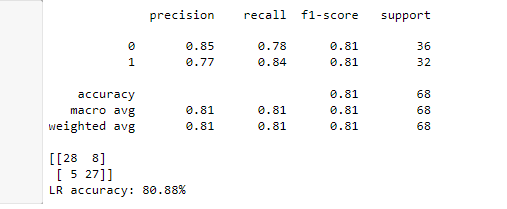 precision recall f1-score support
0 0.85 0.78 0.81 36
1 0.77 0.84 0.81 32
accuracy 0.81 68
macro avg 0.81 0.81 0.81 68
weighted avg 0.81 0.81 0.81 68
[[28 8]
[ 5 27]]
LR accuracy: 80.88%